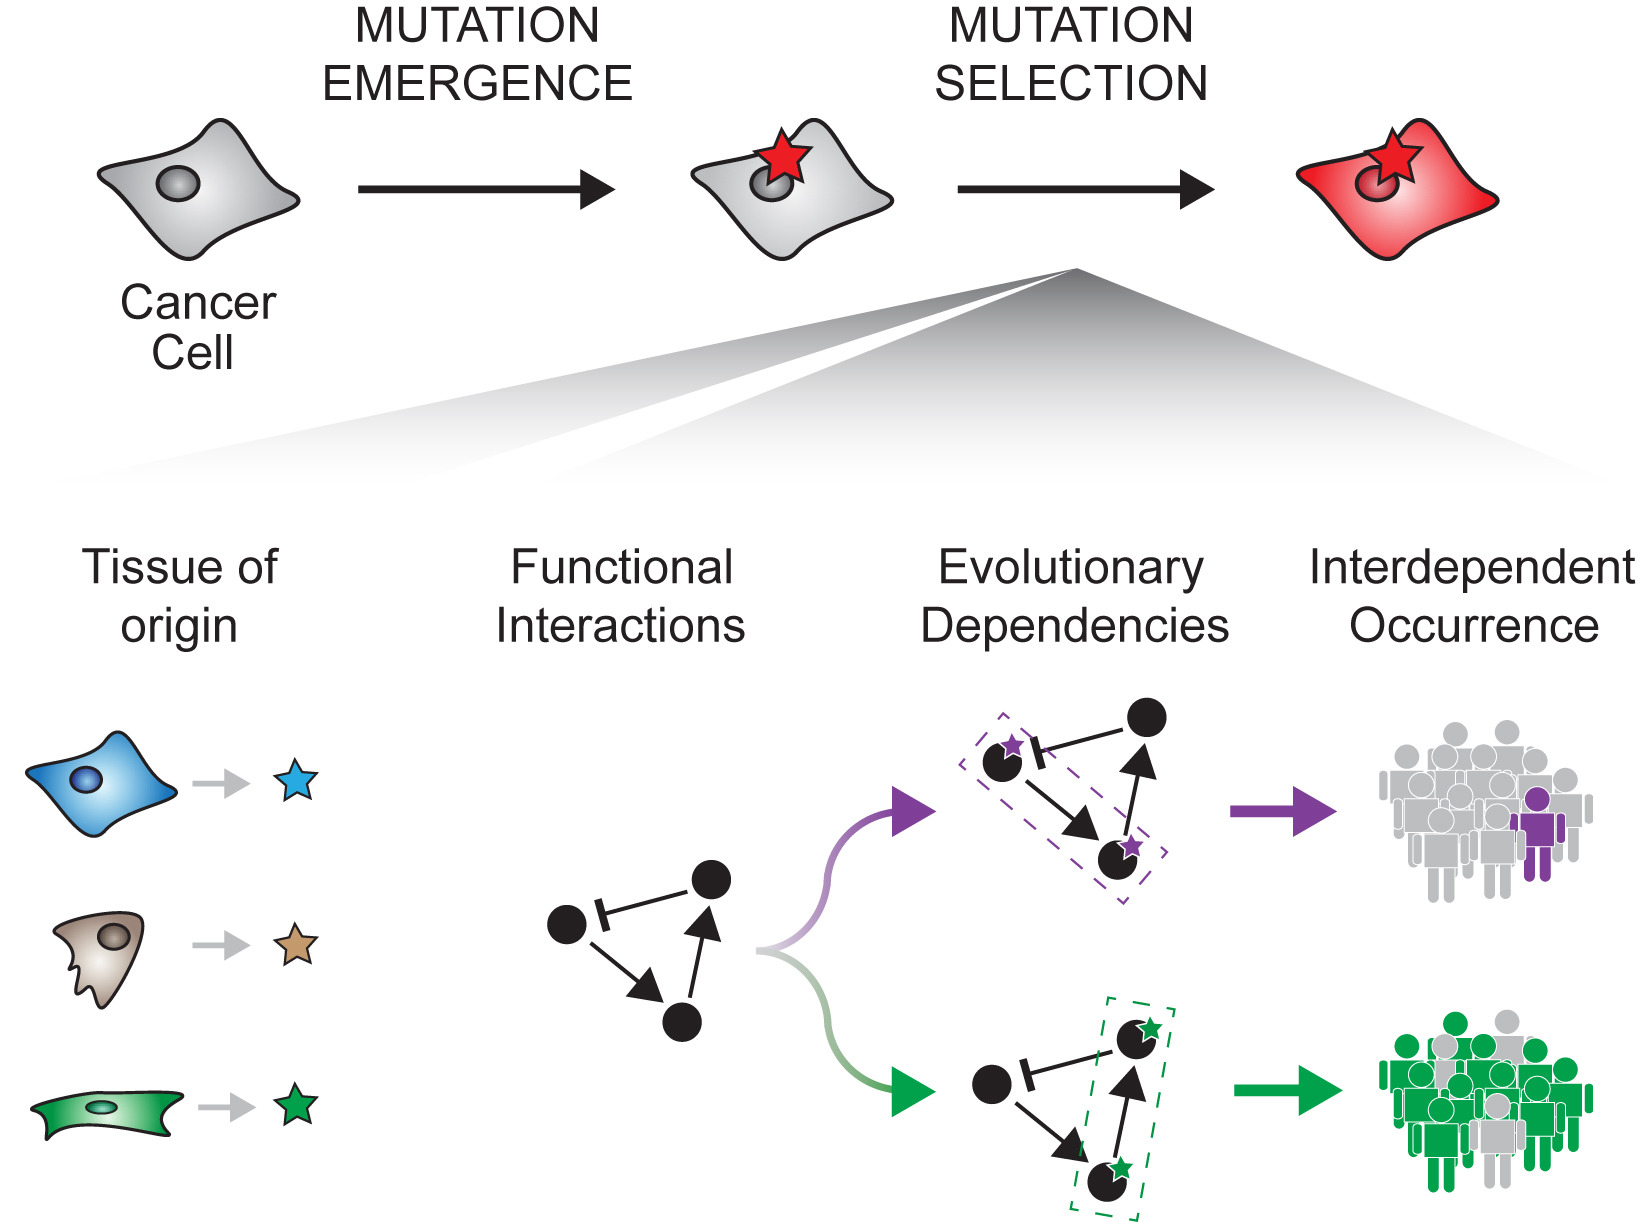 MUTATION
EMERGENCE
MUTATION
SELECTION
Cancer
Cell
Tissue of
origin
Functional
Interactions
Evolutionary
Dependencies
Interdependent
Occurrence